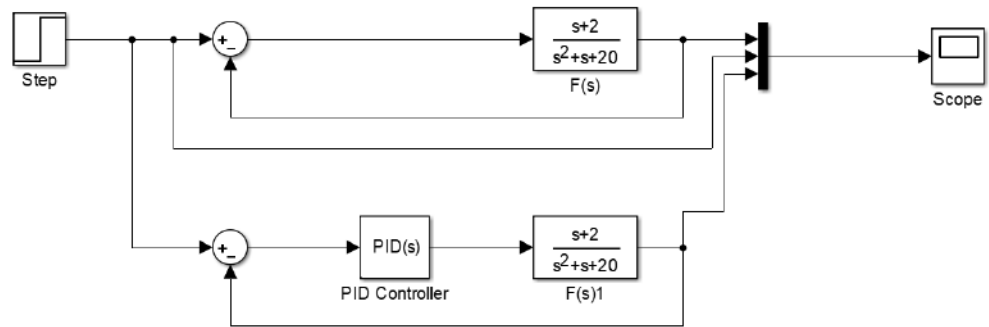 Step
+
−
s+2
s²+s+20
F(s)
Scope
+
−
PID(s)
PID Controller
s+2
s²+s+20
F(s)1